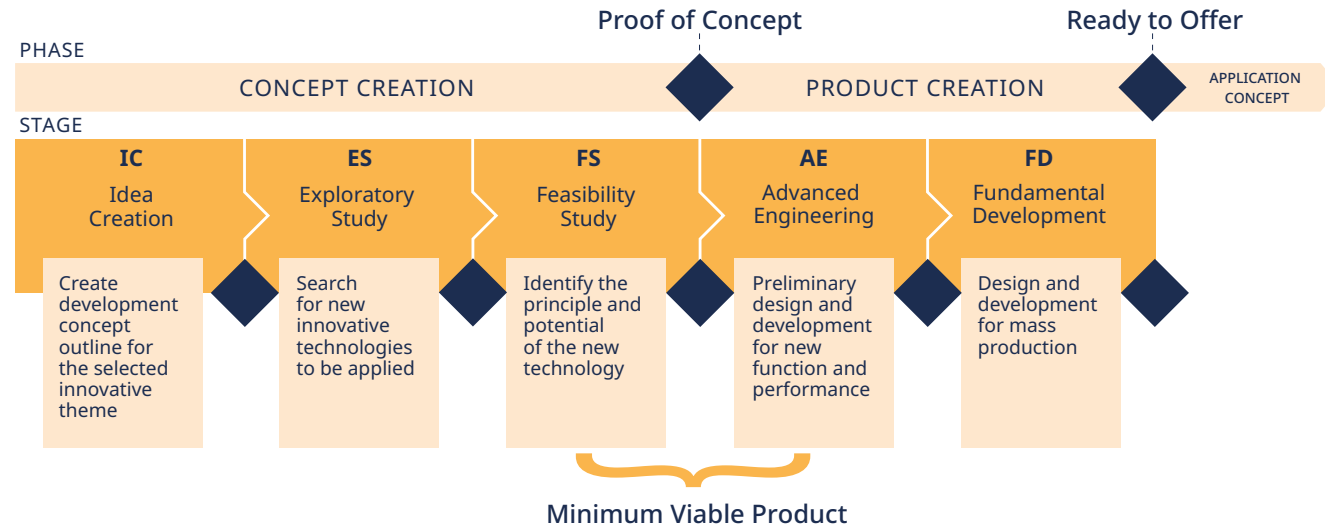 Proof of Concept
Ready to Offer
PHASE
CONCEPT CREATION
PRODUCT CREATION
APPLICATION
CONCEPT
STAGE
IC
Idea
Creation
ES
Exploratory
Study
FS
Feasibility
Study
AE
Advanced
Engineering
FD
Fundamental
Development
Create
development
concept
outline for
the selected
innovative
theme
Search
for new
innovative
technologies
to be applied
Identify the
principle and
potential
of the new
technology
Preliminary
design and
development
for new
function and
performance
Design and
development
for mass
production
Minimum Viable Product